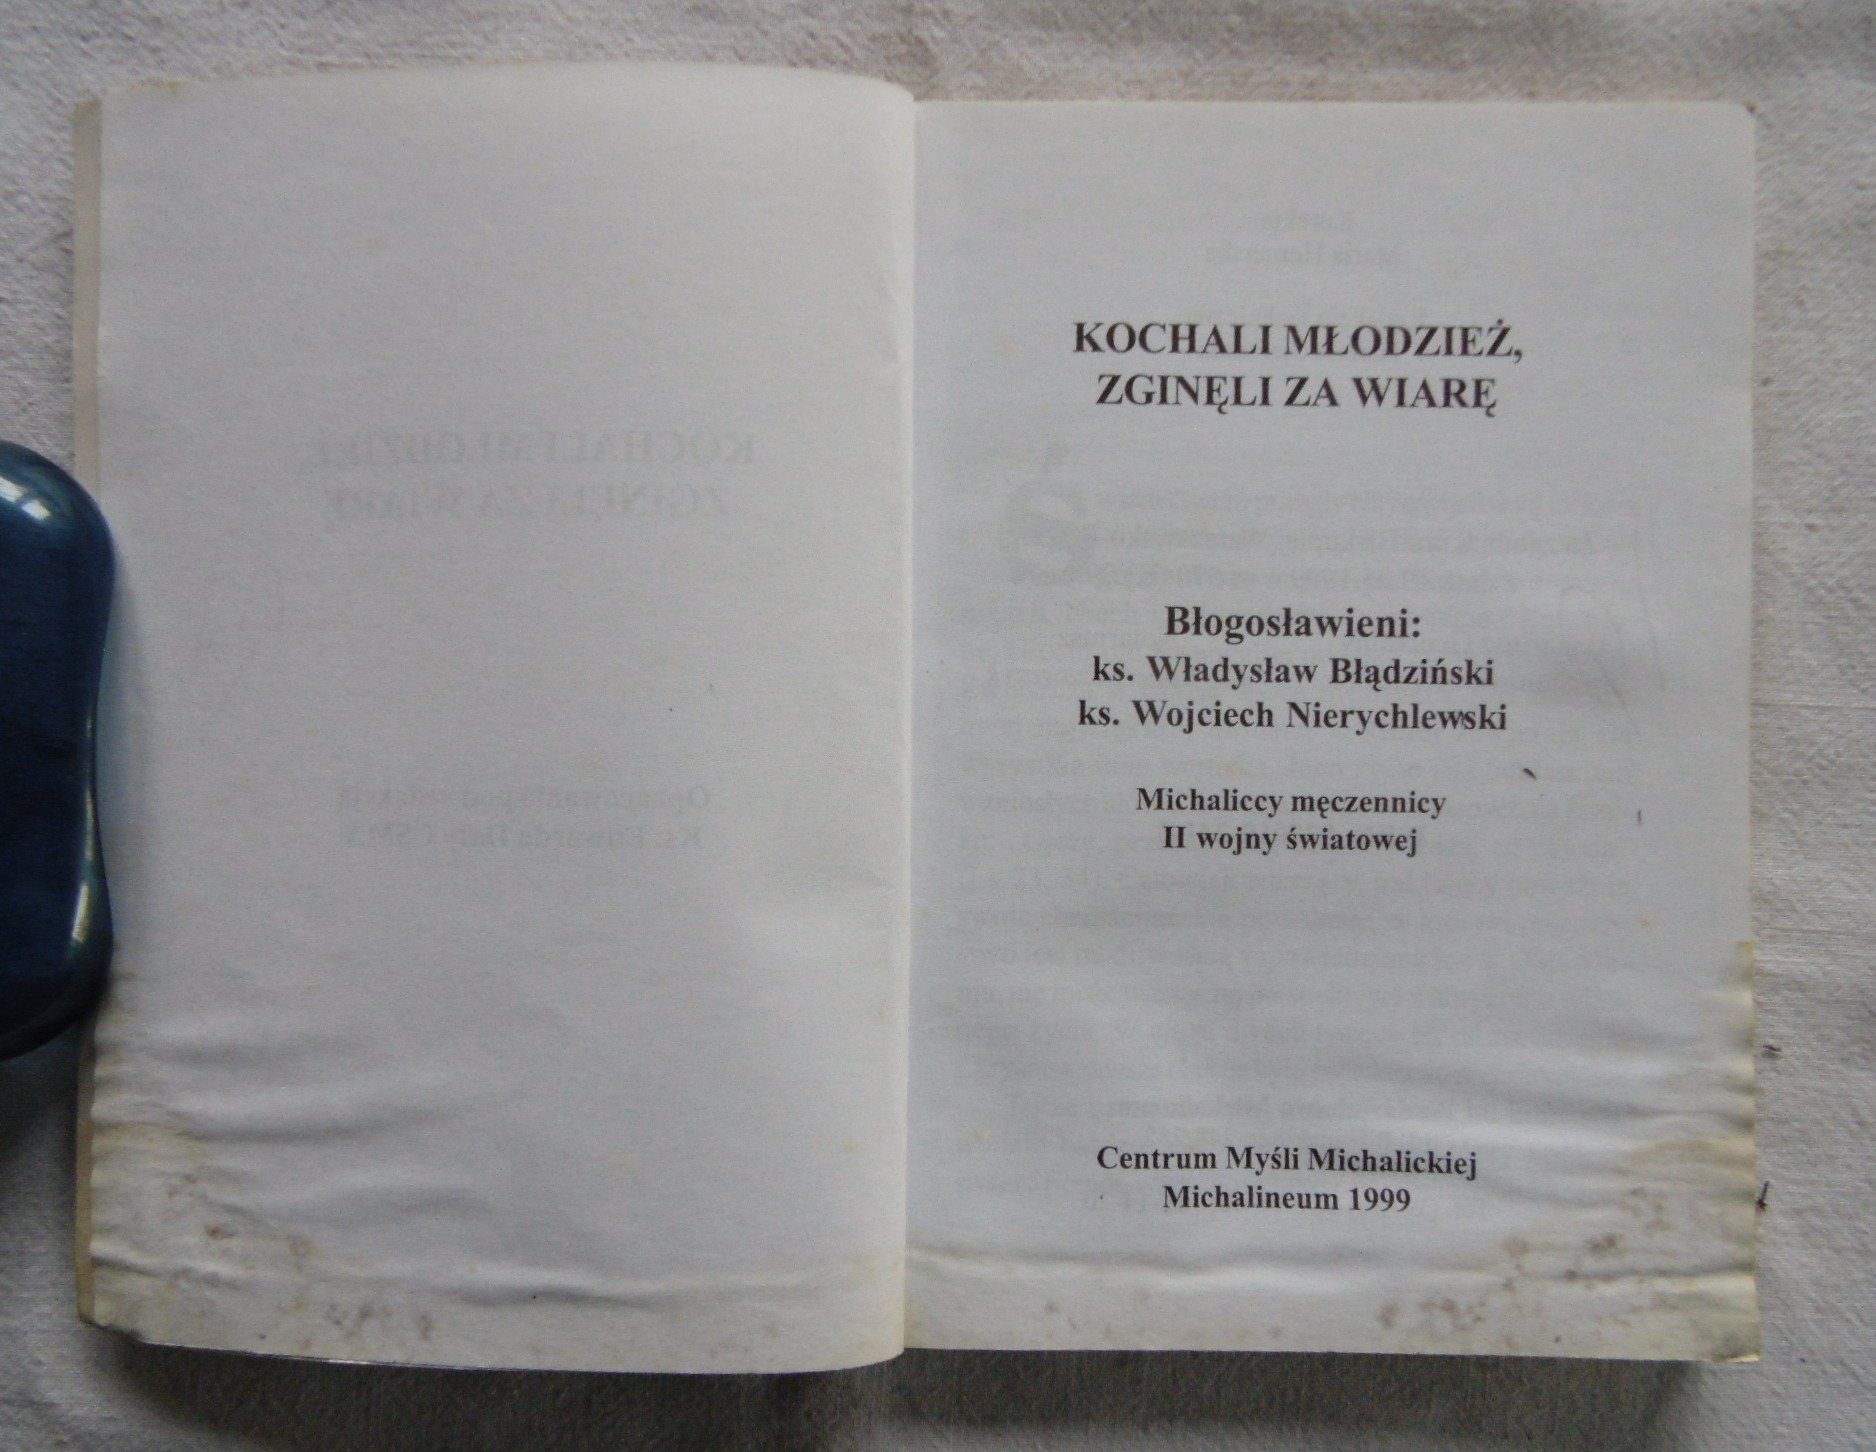 KOCHALI MŁODZIEŻ,
ZGINĘLI ZA WIARĘ
Błogosławieni:
ks. Władysław Błądziński
ks. Wojciech Nierychlewski
Michaliccy męczennicy
II wojny światowej
Centrum Myśli Michalickiej
Michalineum 1999